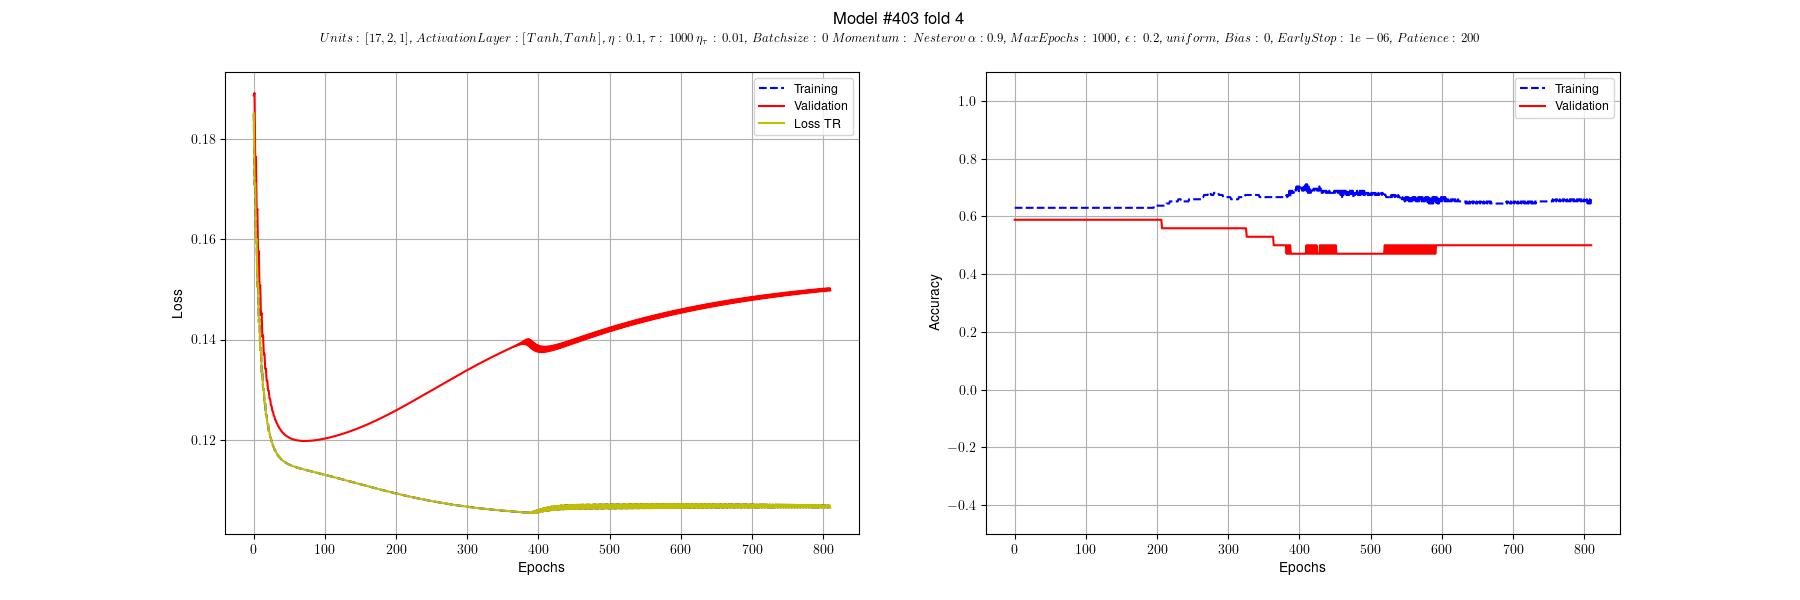 Model #403 fold 4
Units : [17, 2, 1], ActivationLayer : [Tanh, Tanh], η : 0.1, τ : 1000 ητ : 0.01, Batchsize : 0 Momentum : Nesterov α : 0.9, MaxEpochs : 1000, ϵ : 0.2, uniform, Bias : 0, EarlyStop : 1e − 06, Patience : 200
Training
Validation
Loss TR
0.18
0.16
0.14
0.12
Loss
0 100 200 300 400 500 600 700 800
Epochs
Training
Validation
1.0
0.8
0.6
0.4
0.2
0.0
−0.2
−0.4
Accuracy
0 100 200 300 400 500 600 700 800
Epochs